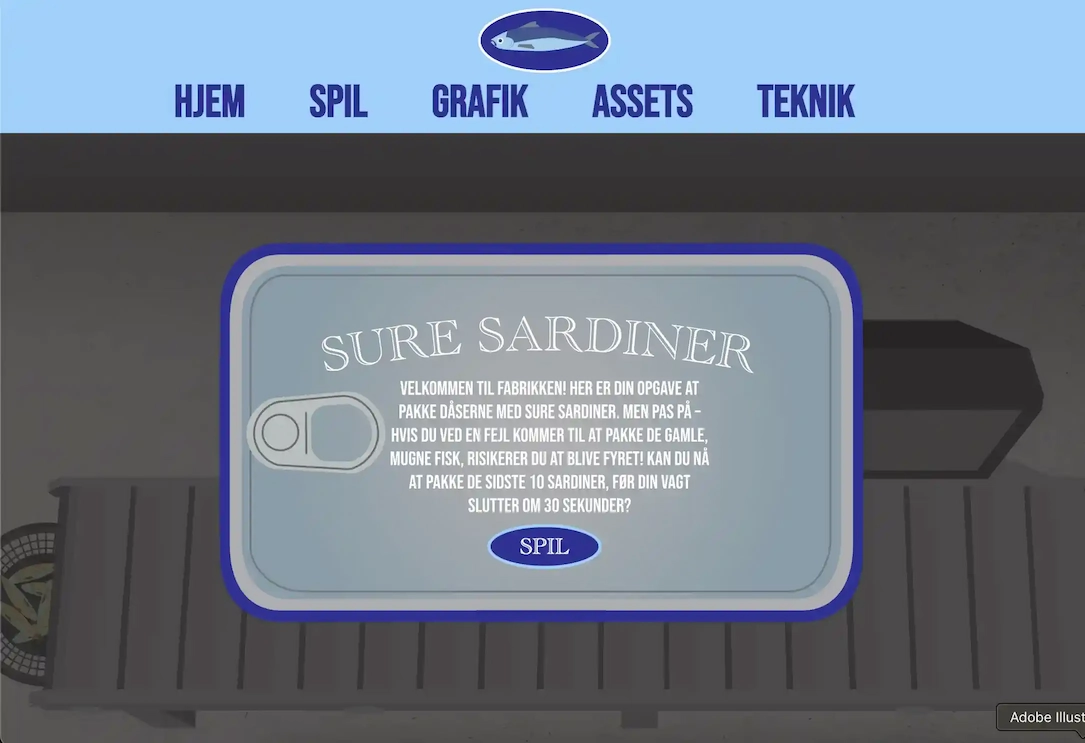 HJEM SPIL GRAFIK ASSETS TEKNIK
SURE SARDINER
VELKOMMEN TIL FABRIKKEN! HER ER DIN OPGAVE AT
PAKKE DÅSERNE MED SURE SARDINER. MEN PAS PÅ –
HVIS DU VED EN FEJL KOMMER TIL AT PAKKE DE GAMLE,
MUGNE FISK, RISIKERER DU AT BLIVE FYRET! KAN DU NÅ
AT PAKKE DE SIDSTE 10 SARDINER, FØR DIN VAGT
SLUTTER OM 30 SEKUNDER?
SPIL
Adobe Illust